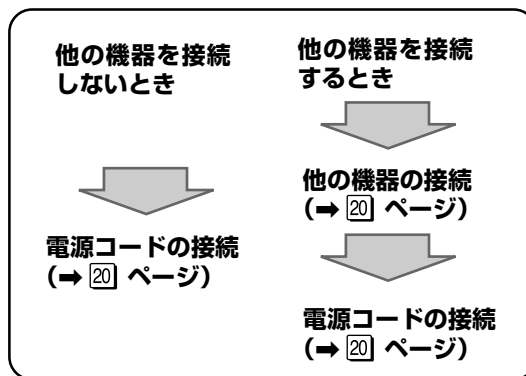 他の機器を接続
しないとき
電源コードの接続
(➡ 20 ページ)
他の機器を接続
するとき
他の機器の接続
(➡ 20 ページ)
電源コードの接続
(➡ 20 ページ)